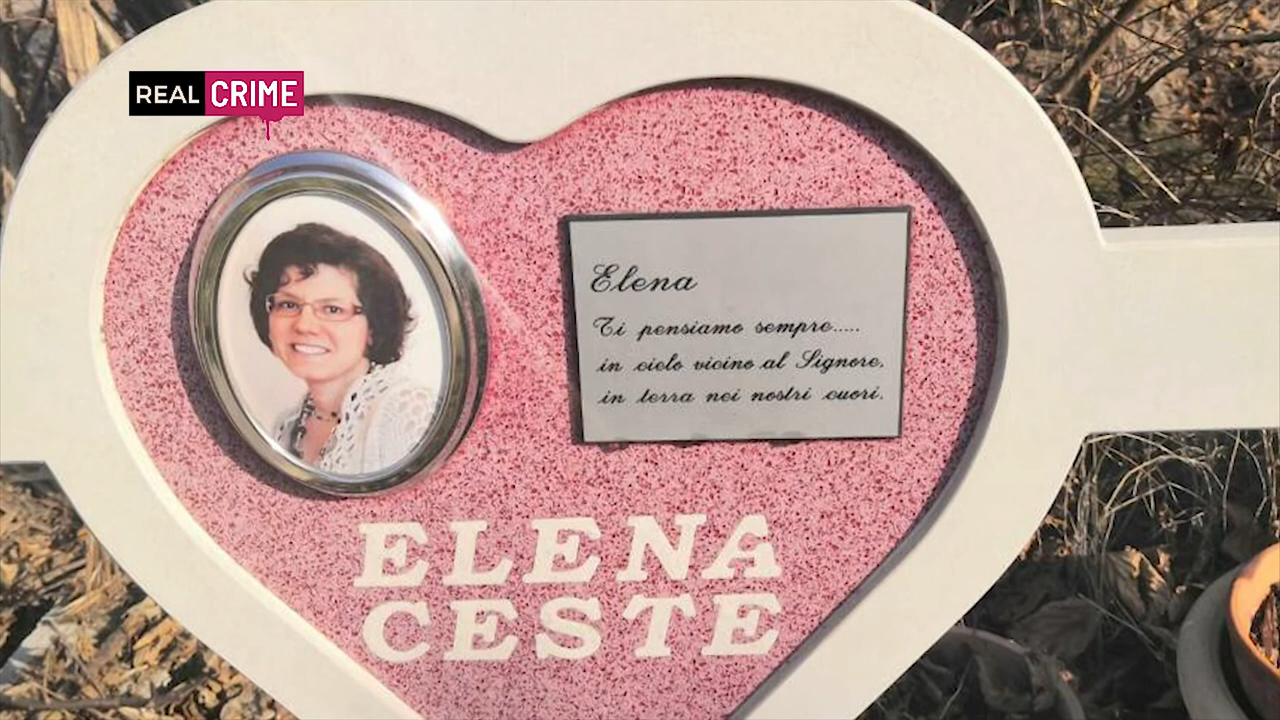 REAL CRIME
Elena
Ti pensiamo sempre.....
in cielo vicino al Signore,
in terra nei nostri cuori.
ELENA
CESTE